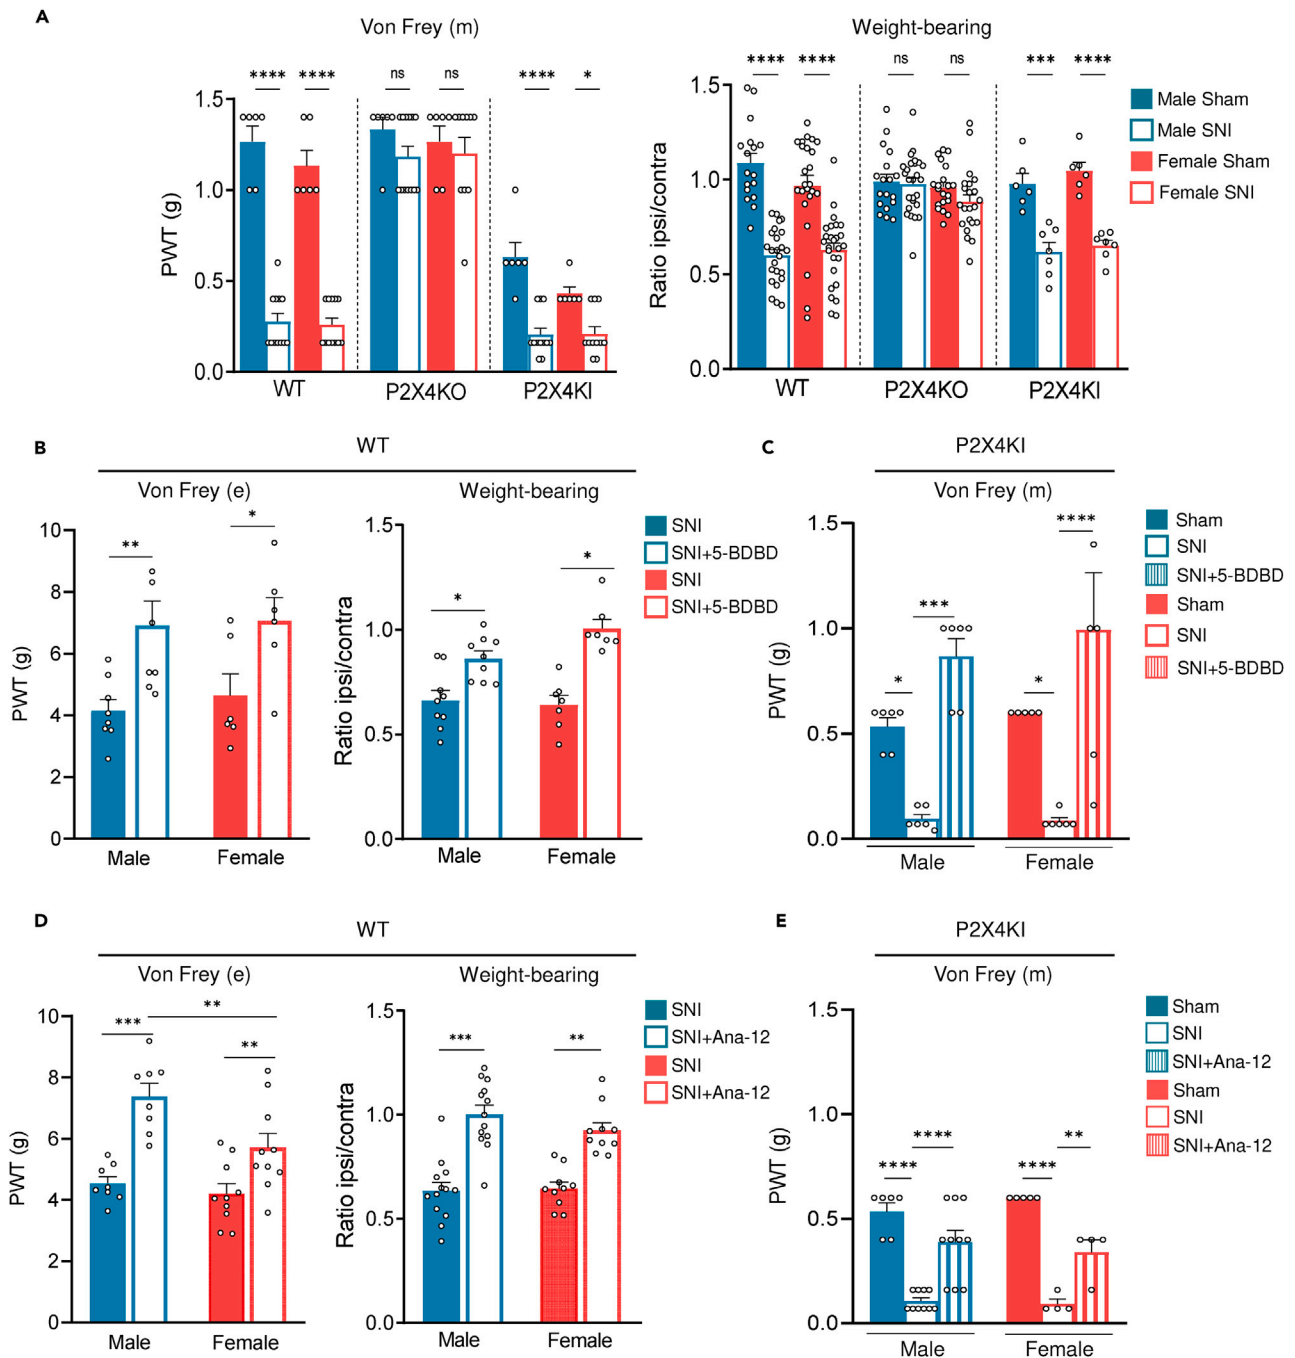 A
Von Frey (m)
Weight-bearing
**** **** ns ns **** *
**** **** ns ns *** ****
PWT (g)
1.5
1.0
0.5
0.0
WT P2X4KO P2X4KI
Ratio ipsi/contra
1.5
1.0
0.5
0.0
WT P2X4KO P2X4KI
Male Sham
Male SNI
Female Sham
Female SNI
B
WT
Von Frey (e)
Weight-bearing
PWT (g)
10
8
6
4
2
0
** *
Male Female
Ratio ipsi/contra
1.5
1.0
0.5
0.0
* *
Male Female
SNI
SNI+5-BDBD
SNI
SNI+5-BDBD
C
P2X4KI
Von Frey (m)
PWT (g)
1.5
1.0
0.5
0.0
* *** * ****
Male Female
Sham
SNI
SNI+5-BDBD
Sham
SNI
SNI+5-BDBD
D
WT
Von Frey (e)
Weight-bearing
PWT (g)
10
8
6
4
2
0
*** ** **
Male Female
Ratio ipsi/contra
1.5
1.0
0.5
0.0
*** **
Male Female
SNI
SNI+Ana-12
SNI
SNI+Ana-12
E
P2X4KI
Von Frey (m)
PWT (g)
1.5
1.0
0.5
0.0
**** **** **** **
Male Female
Sham
SNI
SNI+Ana-12
Sham
SNI
SNI+Ana-12